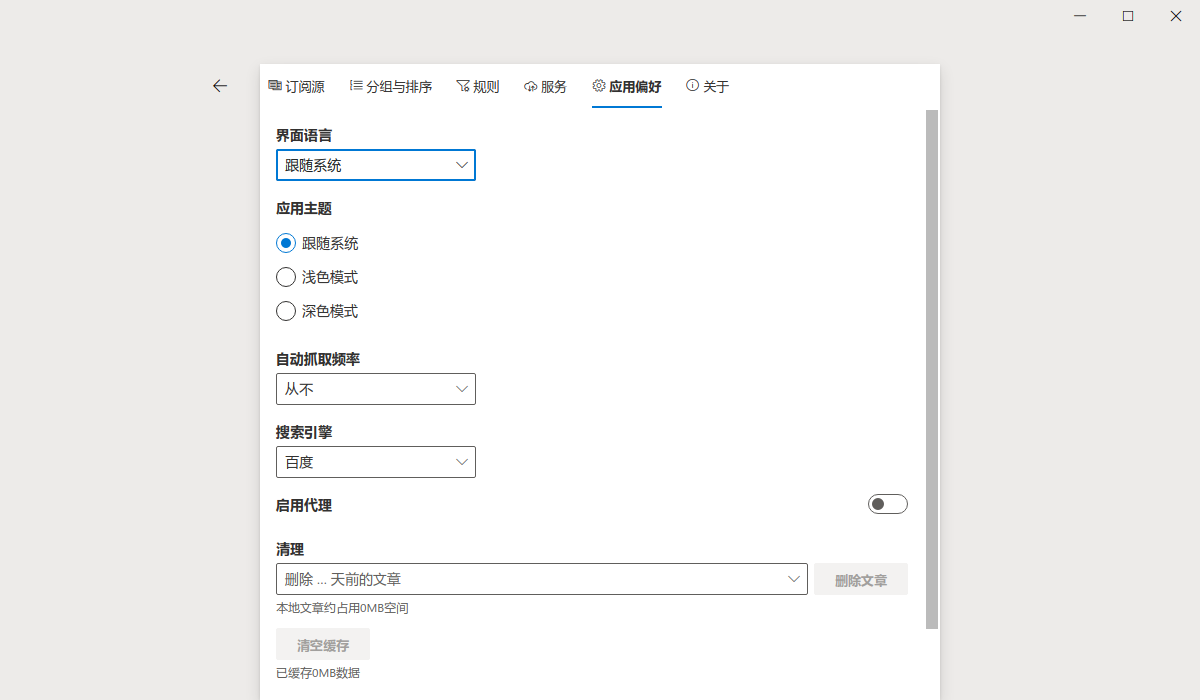 订阅源 分组与排序 规则 服务 应用偏好 关于
界面语言
跟随系统
应用主题
跟随系统
浅色模式
深色模式
自动抓取频率
从不
搜索引擎
百度
启用代理
清理
删除 ... 天前的文章 删除文章
本地文章约占用0MB空间
清空缓存
已缓存0MB数据